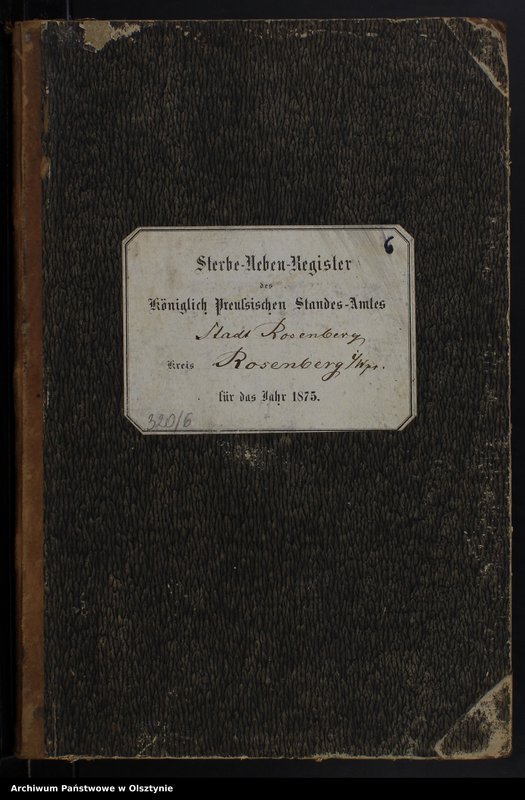 6
Sterbe-Neben-Register
des
Königlich Preußischen Standes-Amtes
Stadt Rosenberg
Kreis Rosenberg i/Wpr.
für das Jahr 1875.
320/6
Archiwum Państwowe w Olsztynie